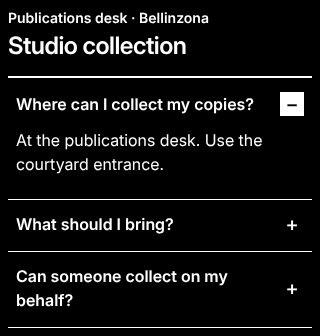 Publications desk · Bellinzona
Studio collection
Where can I collect my copies? −
At the publications desk. Use the
courtyard entrance.
What should I bring? +
Can someone collect on my
behalf? +